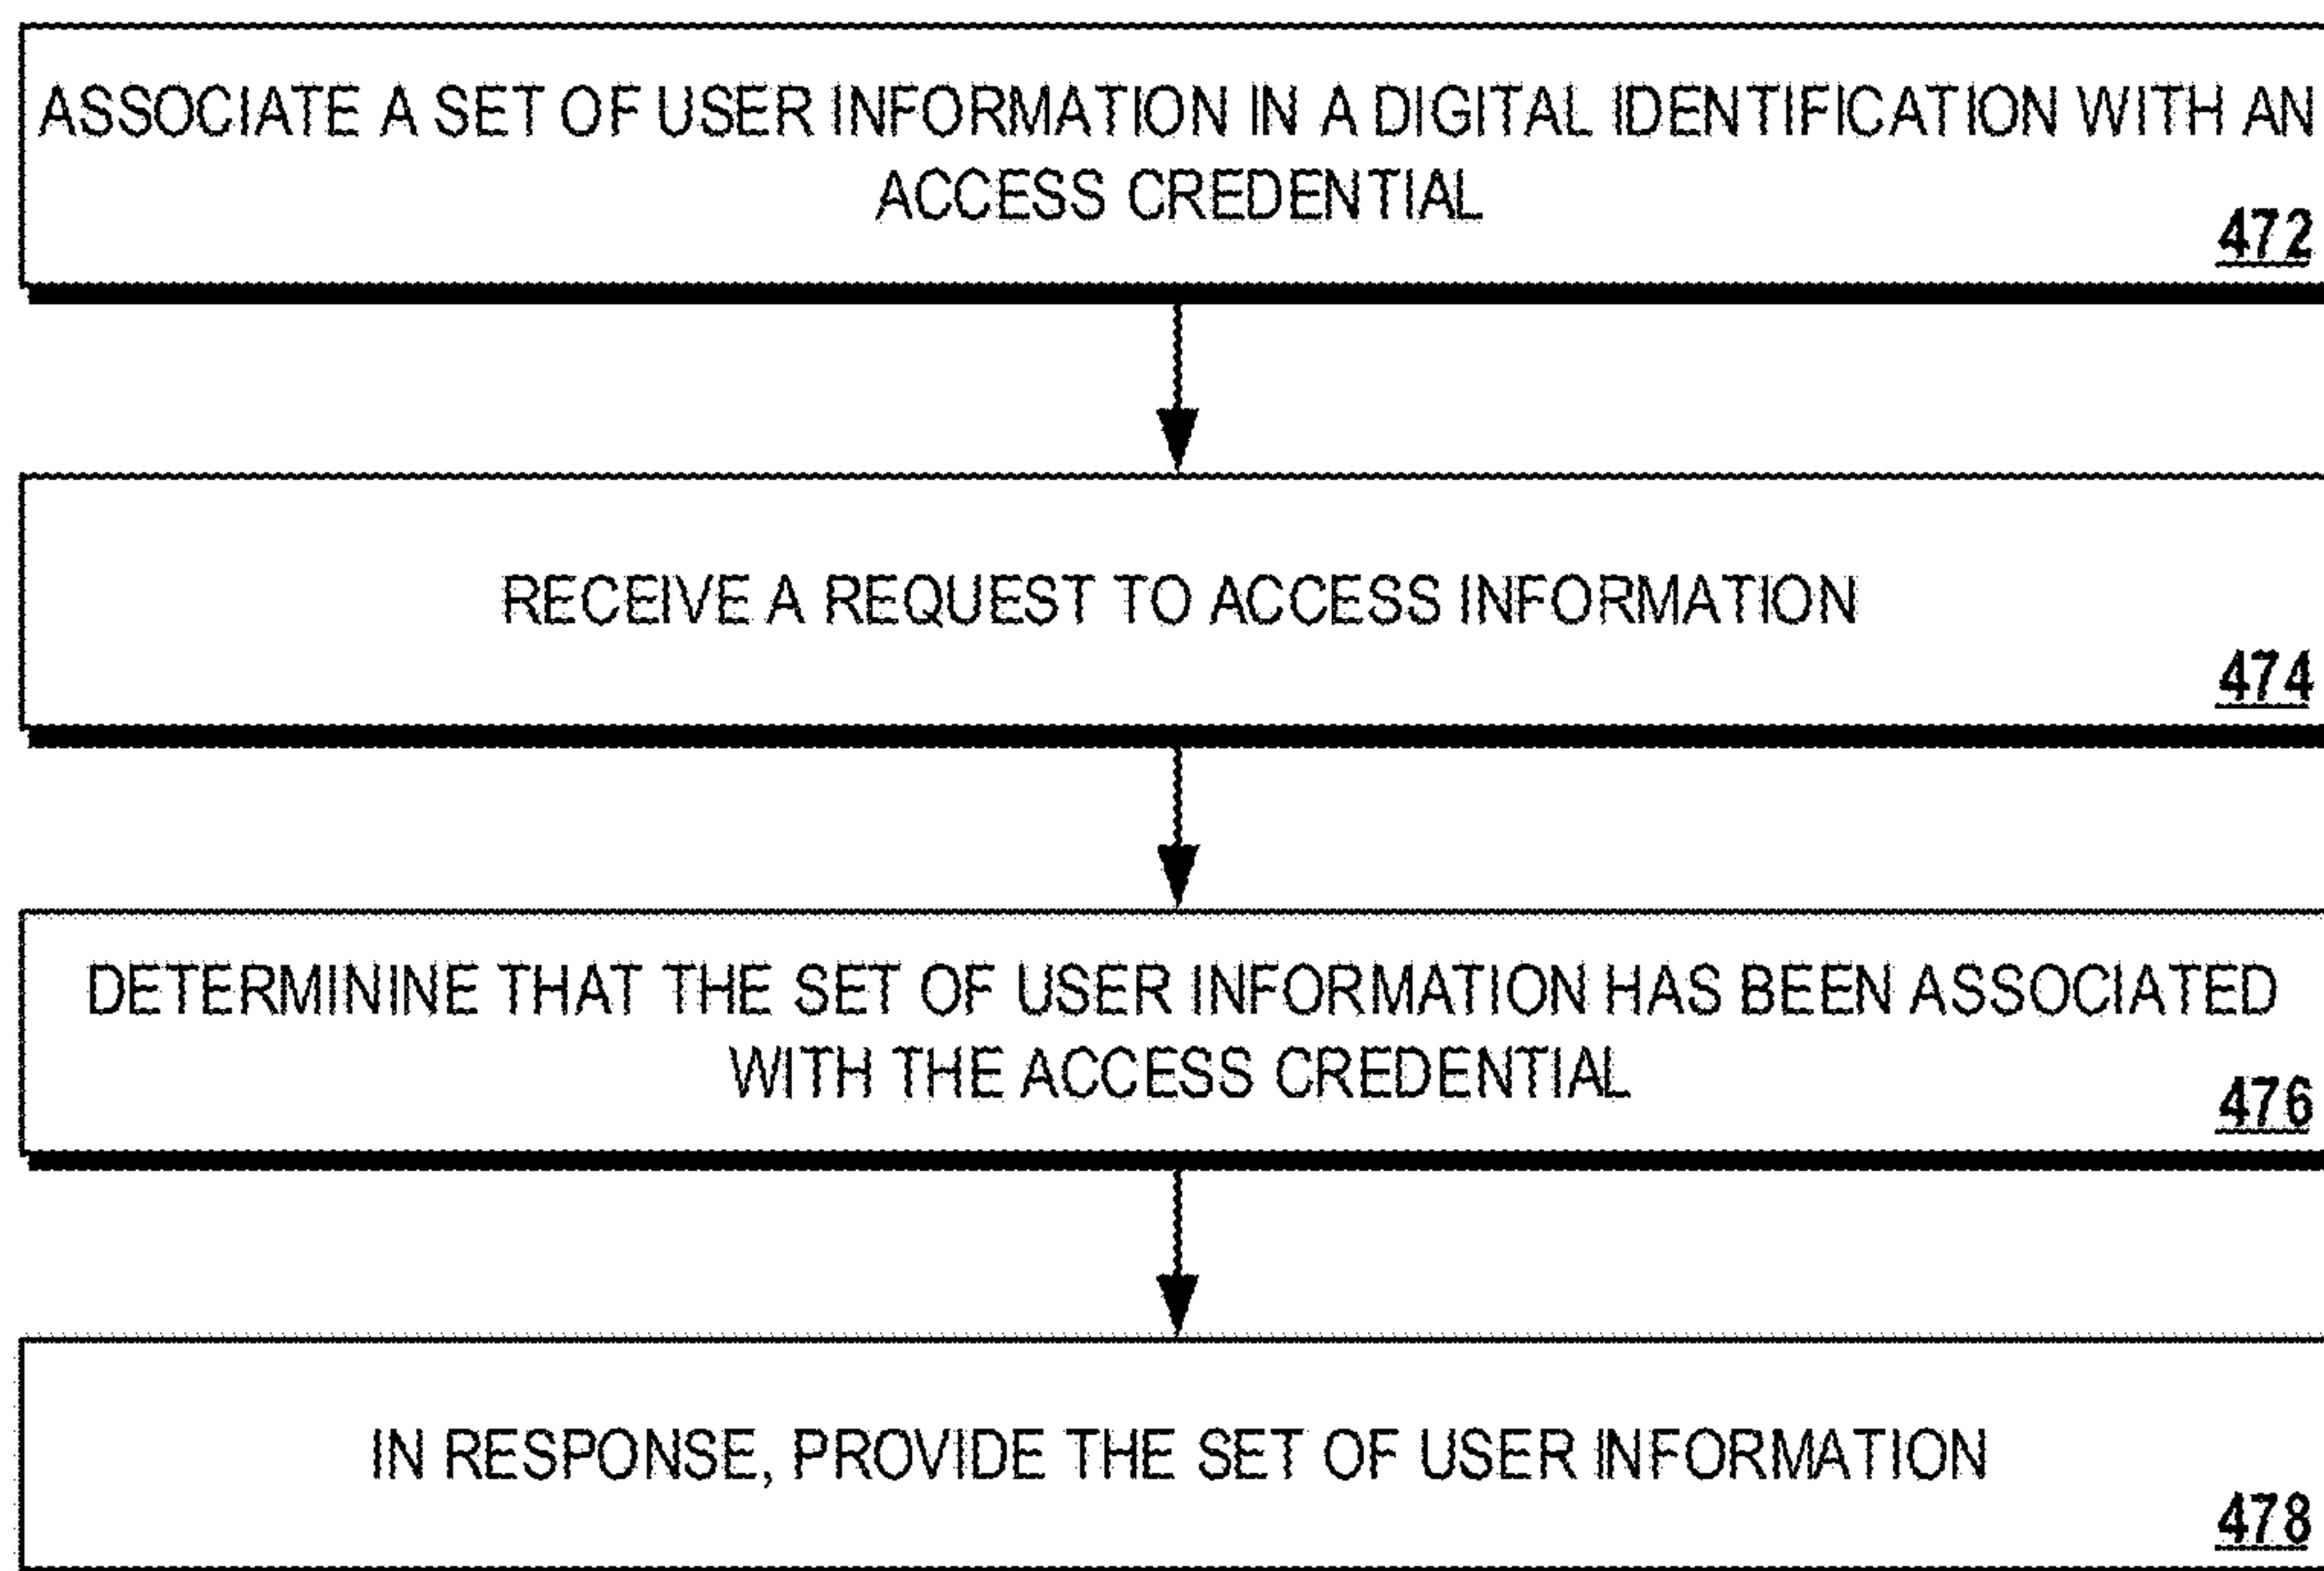 ASSOCIATE A SET OF USER INFORMATION IN A DIGITAL IDENTIFICATION WITH AN
ACCESS CREDENTIAL
472
RECEIVE A REQUEST TO ACCESS INFORMATION
474
DETERMININE THAT THE SET OF USER INFORMATION HAS BEEN ASSOCIATED
WITH THE ACCESS CREDENTIAL
476
IN RESPONSE, PROVIDE THE SET OF USER INFORMATION
478